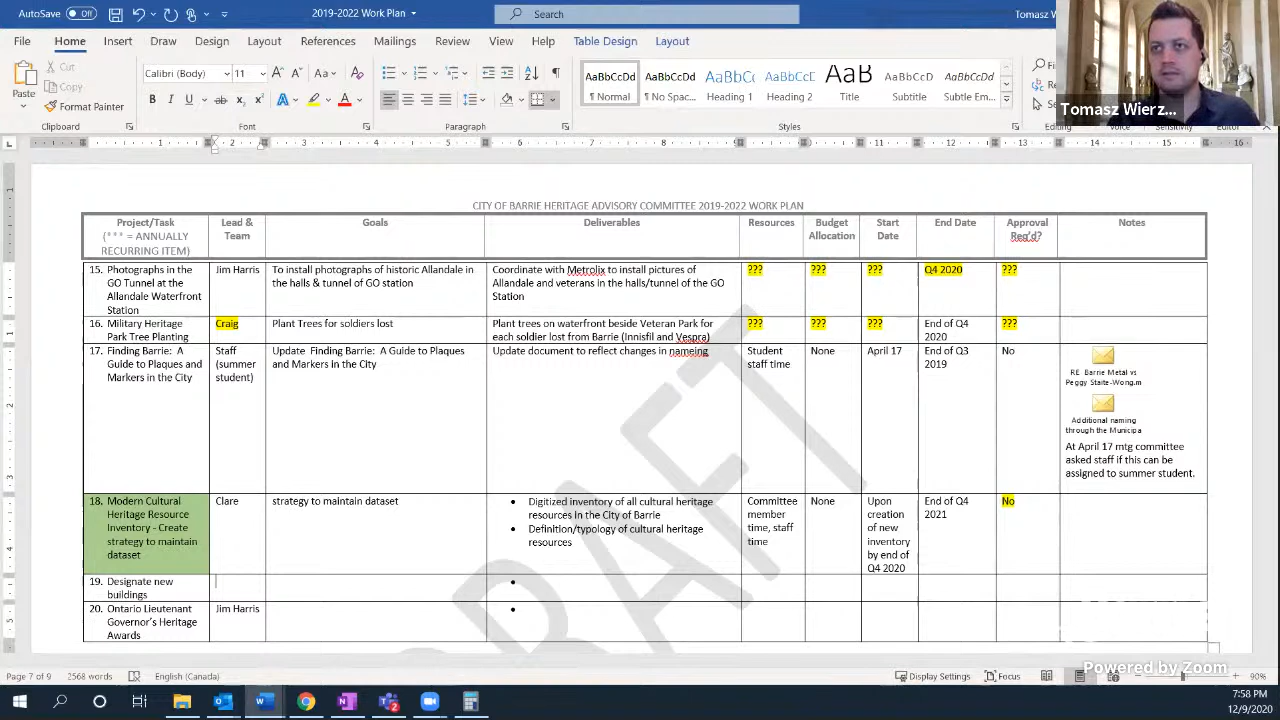 AutoSave Off
2019-2022 Work Plan
Search
Tomasz W
File Home Insert Draw Design Layout References Mailings Review View Help Table Design Layout
Paste
Cut
Copy
Format Painter
Clipboard
Calibri (Body) 11
Font
Paragraph
AaBbCcDd AaBbCcDd AaBbCc AaBbCcC AaB AaBbCcD AaBbCcDd
¶ Normal ¶ No Spac... Heading 1 Heading 2 Title Subtitle Subtle Em...
Styles
Tomasz Wierz...
CITY OF BARRIE HERITAGE ADVISORY COMMITTEE 2019-2022 WORK PLAN
Project/Task
(*** = ANNUALLY
RECURRING ITEM)
Lead &
Team
Goals
Deliverables
Resources
Budget
Allocation
Start
Date
End Date
Approval
Req'd?
Notes
15. Photographs in the
GO Tunnel at the
Allandale Waterfront
Station
Jim Harris
To install photographs of historic Allandale in
the halls & tunnel of GO station
Coordinate with Metrolix to install pictures of
Allandale and veterans in the halls/tunnel of the GO
Station
???
???
???
Q4 2020
???
16. Military Heritage
Park Tree Planting
Craig
Plant Trees for soldiers lost
Plant trees on waterfront beside Veteran Park for
each soldier lost from Barrie (Innisfil and Vespra)
???
???
???
End of Q4
2020
???
17. Finding Barrie: A
Guide to Plaques and
Markers in the City
Staff
(summer
student)
Update Finding Barrie: A Guide to Plaques
and Markers in the City
Update document to reflect changes in nameing
Student
staff time
None
April 17
End of Q3
2019
No
RE Barrie Metal vs
Peggy Staite-Wong.m
Additional naming
through the Municipa
At April 17 mtg committee
asked staff if this can be
assigned to summer student.
18. Modern Cultural
Heritage Resource
Inventory - Create
strategy to maintain
dataset
Clare
strategy to maintain dataset
• Digitized inventory of all cultural heritage
resources in the City of Barrie
• Definition/typology of cultural heritage
resources
Committee
member
time, staff
time
None
Upon
creation
of new
inventory
by end of
Q4 2020
End of Q4
2021
No
19. Designate new
buildings
20. Ontario Lieutenant
Governor's Heritage
Awards
Jim Harris
DRAFT
Powered by Zoom
Page 7 of 9 2568 words English (Canada) Display Settings Focus 90%
7:58 PM
12/9/2020